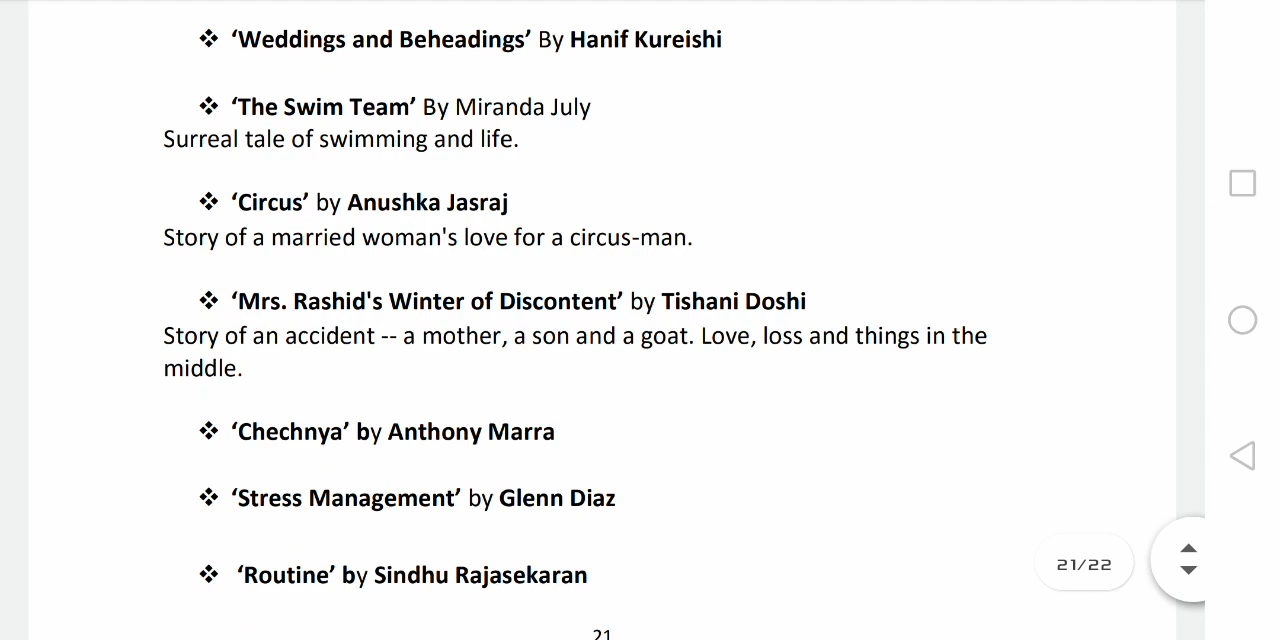 ❖ ‘Weddings and Beheadings’ By Hanif Kureishi
❖ ‘The Swim Team’ By Miranda July
Surreal tale of swimming and life.
❖ ‘Circus’ by Anushka Jasraj
Story of a married woman's love for a circus-man.
❖ ‘Mrs. Rashid's Winter of Discontent’ by Tishani Doshi
Story of an accident -- a mother, a son and a goat. Love, loss and things in the
middle.
❖ ‘Chechnya’ by Anthony Marra
❖ ‘Stress Management’ by Glenn Diaz
21/22
❖ ‘Routine’ by Sindhu Rajasekaran
21